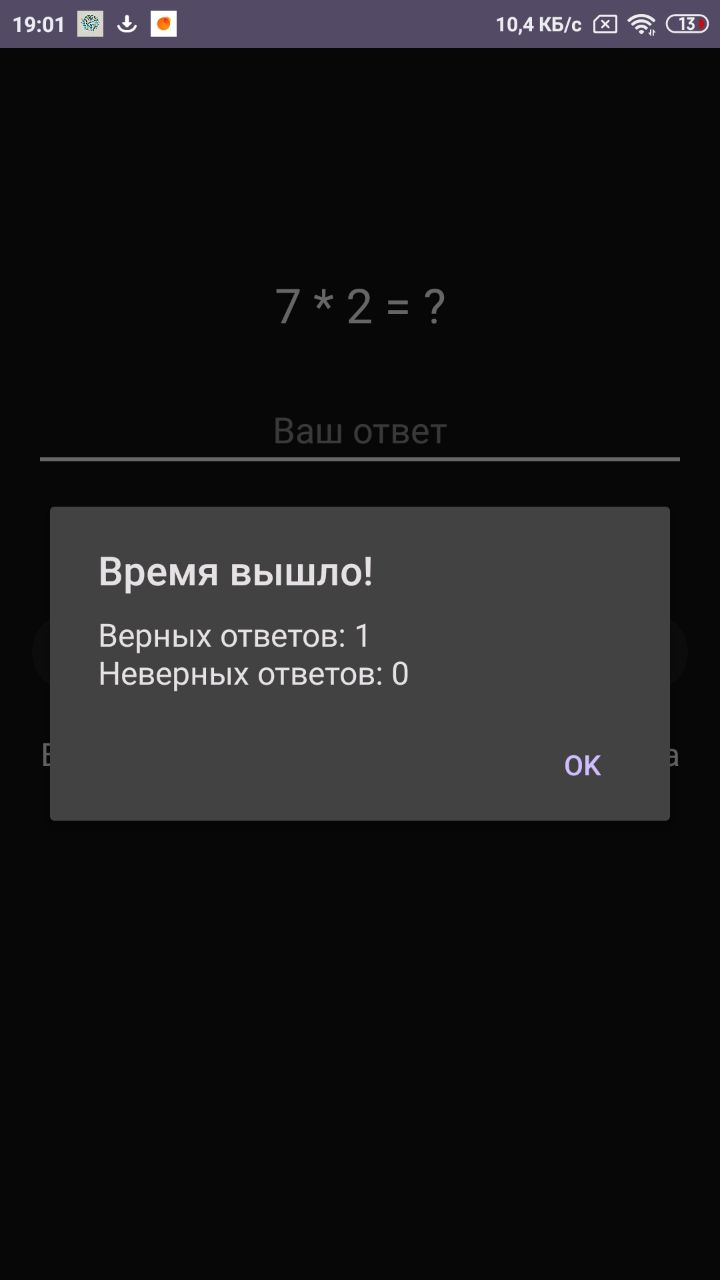 19:01 10,4 КБ/с 13
7 * 2 = ?
Ваш ответ
Время вышло!
Верных ответов: 1
Неверных ответов: 0
OK